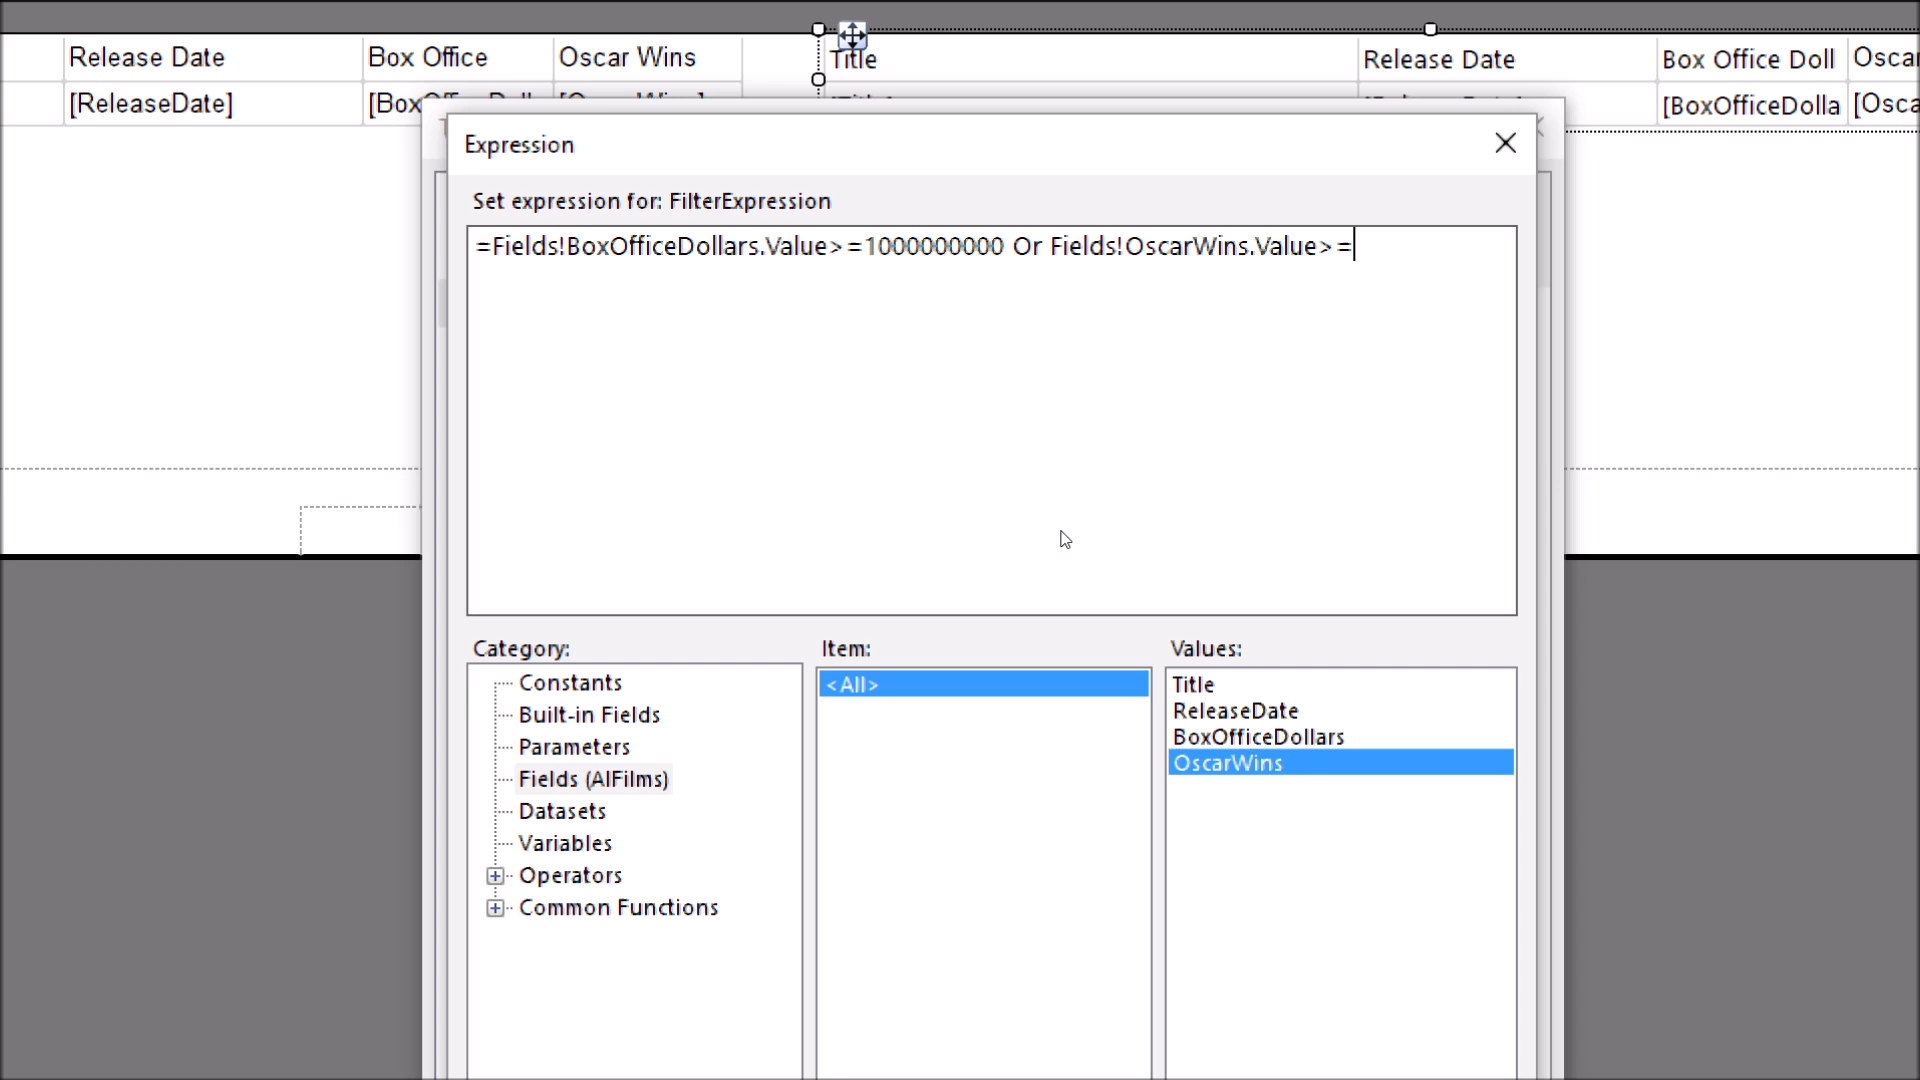 Release Date
Box Office
Oscar Wins
Title
Release Date
Box Office Doll
Oscar
[ReleaseDate]
[BoxOfficeDolla
[Osca
Expression
Set expression for: FilterExpression
=Fields!BoxOfficeDollars.Value>=1000000000 Or Fields!OscarWins.Value>=
Category:
Item:
Values:
Constants
Built-in Fields
Parameters
Fields (AlFilms)
Datasets
Variables
Operators
Common Functions
<All>
Title
ReleaseDate
BoxOfficeDollars
OscarWins